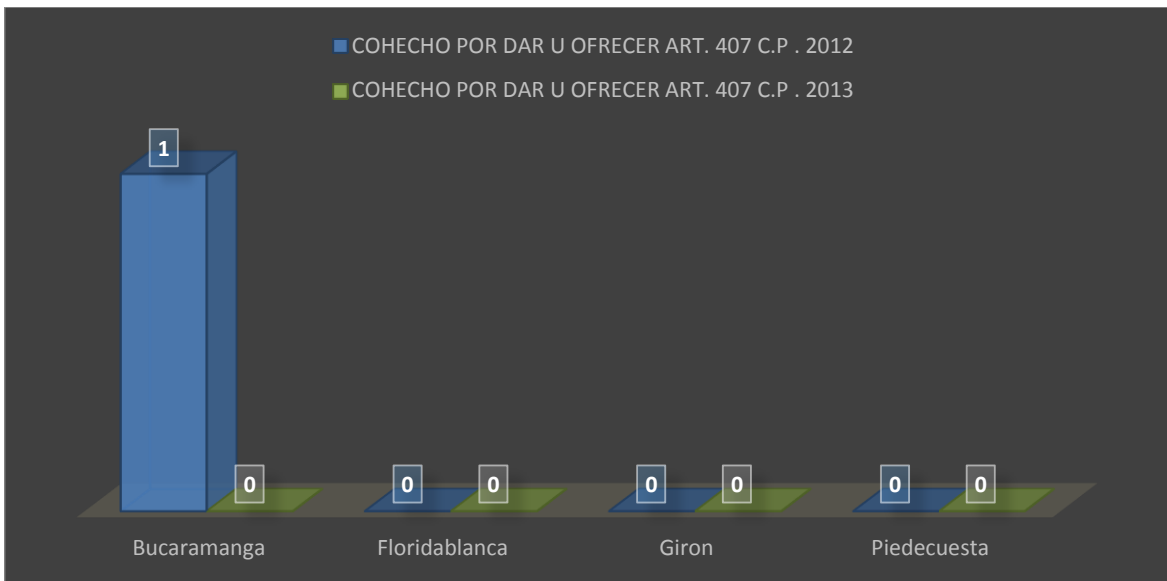 COHECHO POR DAR U OFRECER ART. 407 C.P . 2012
COHECHO POR DAR U OFRECER ART. 407 C.P . 2013
1
0 0 0 0 0 0 0
Bucaramanga Floridablanca Giron Piedecuesta